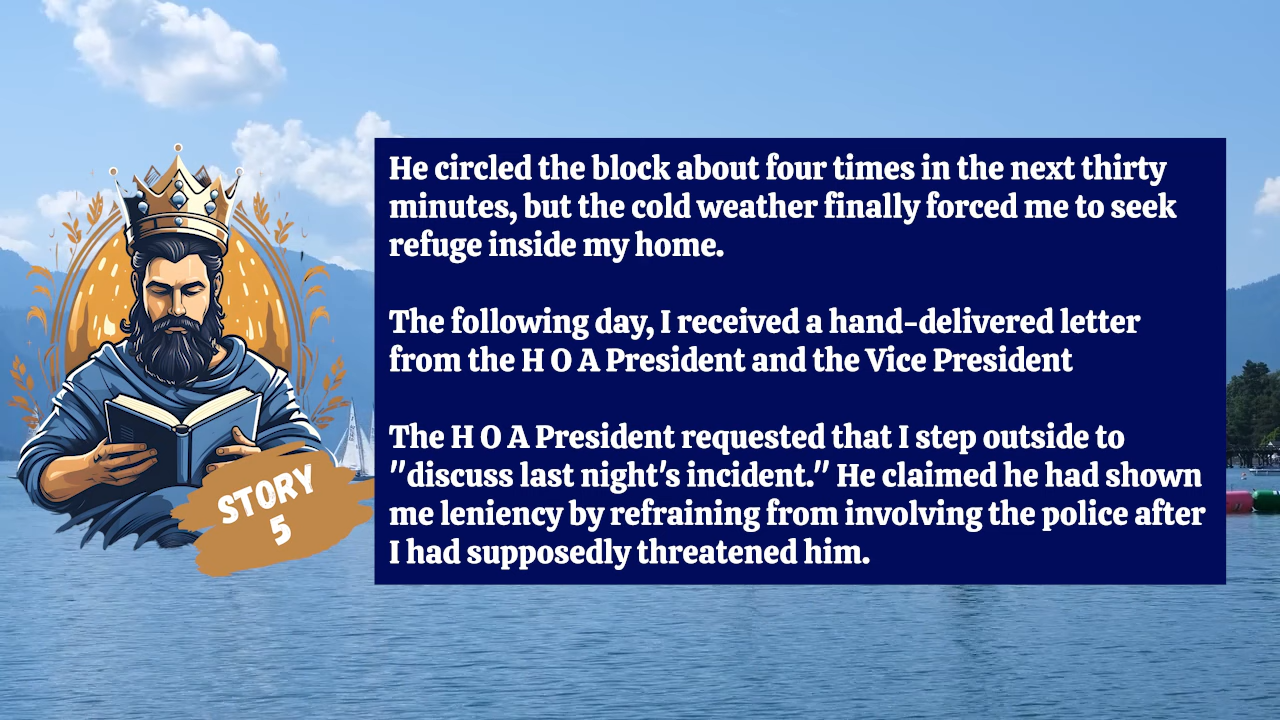 He circled the block about four times in the next thirty
minutes, but the cold weather finally forced me to seek
refuge inside my home.
The following day, I received a hand-delivered letter
from the H O A President and the Vice President
The H O A President requested that I step outside to
"discuss last night's incident." He claimed he had shown
me leniency by refraining from involving the police after
I had supposedly threatened him.
STORY
5